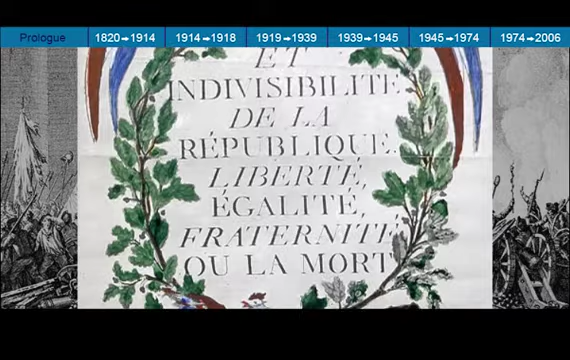 Prologue 1820➡1914 1914➡1918 1919➡1939 1939➡1945 1945➡1974 1974➡2006
ET
INDIVISIBILITÉ
DE LA
RÉPUBLIQUE.
LIBERTÉ,
ÉGALITÉ,
FRATERNITÉ
OU LA MORT